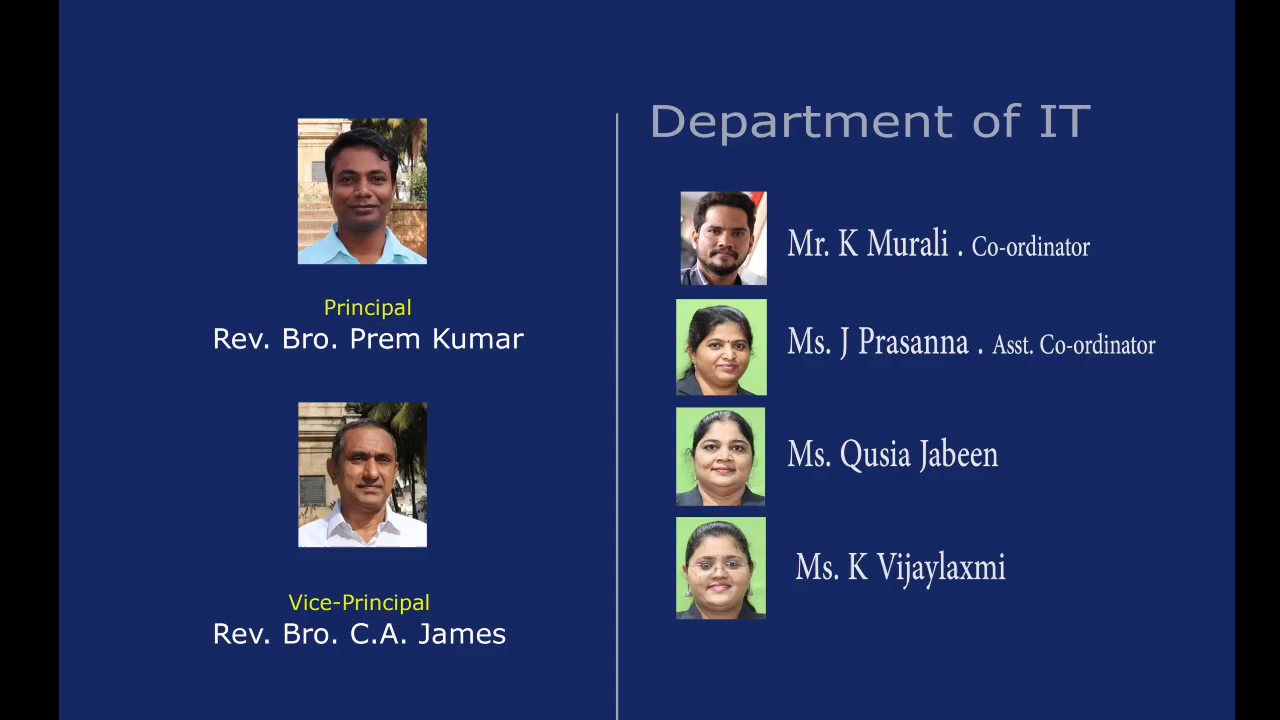 Principal
Rev. Bro. Prem Kumar
Vice-Principal
Rev. Bro. C.A. James
Department of IT
Mr. K Murali . Co-ordinator
Ms. J Prasanna . Asst. Co-ordinator
Ms. Qusia Jabeen
Ms. K Vijaylaxmi